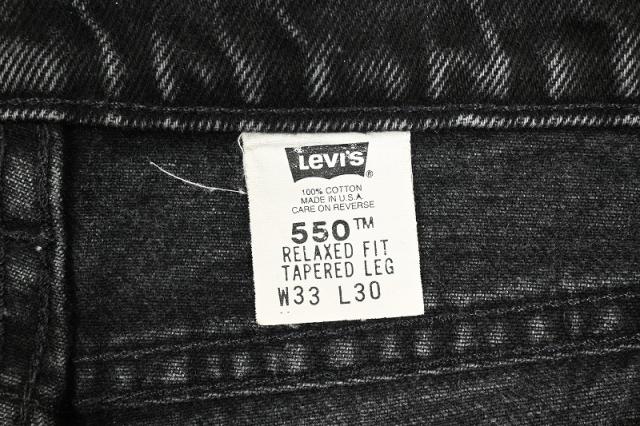 Levi's ®
100% COTTON
MADE IN U.S.A.
CARE ON REVERSE
550™
RELAXED FIT
TAPERED LEG
W33 L30